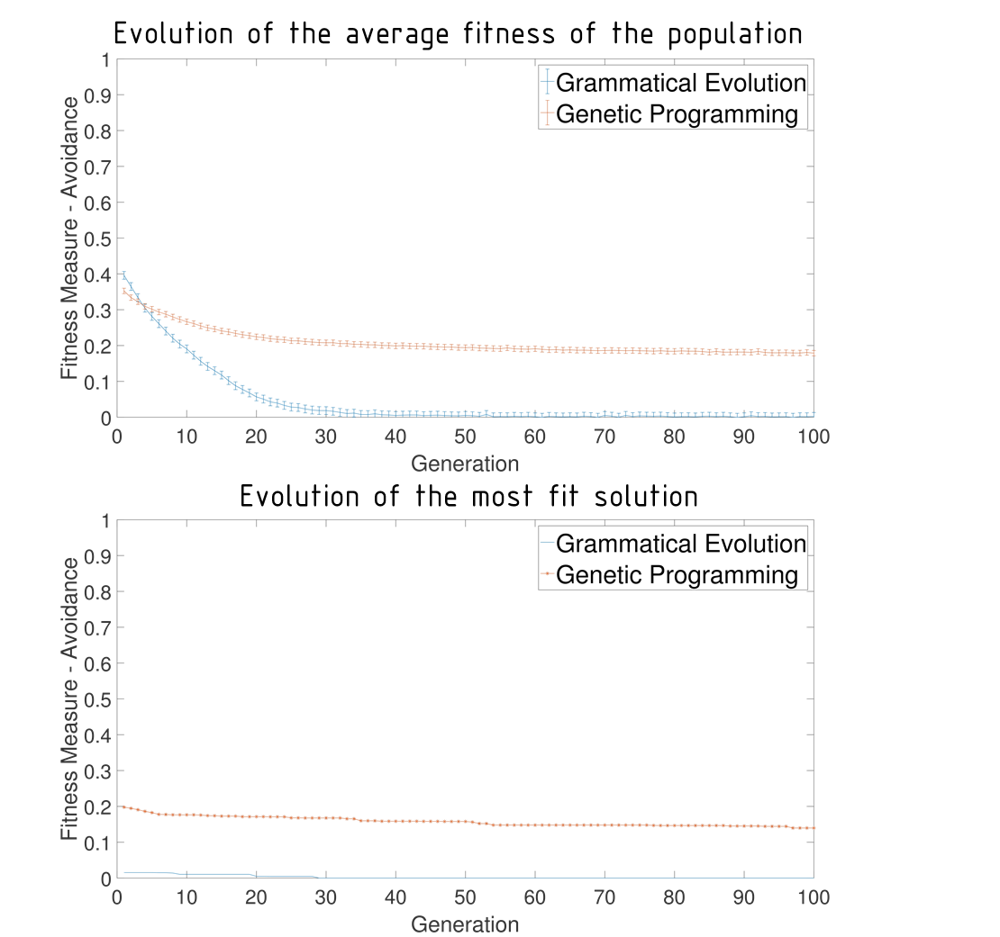 Evolution of the average fitness of the population
1
0.9
0.8
0.7
0.6
0.5
0.4
0.3
0.2
0.1
0
Fitness Measure - Avoidance
Grammatical Evolution
Genetic Programming
0 10 20 30 40 50 60 70 80 90 100
Generation
Evolution of the most fit solution
1
0.9
0.8
0.7
0.6
0.5
0.4
0.3
0.2
0.1
0
Fitness Measure - Avoidance
Grammatical Evolution
Genetic Programming
0 10 20 30 40 50 60 70 80 90 100
Generation